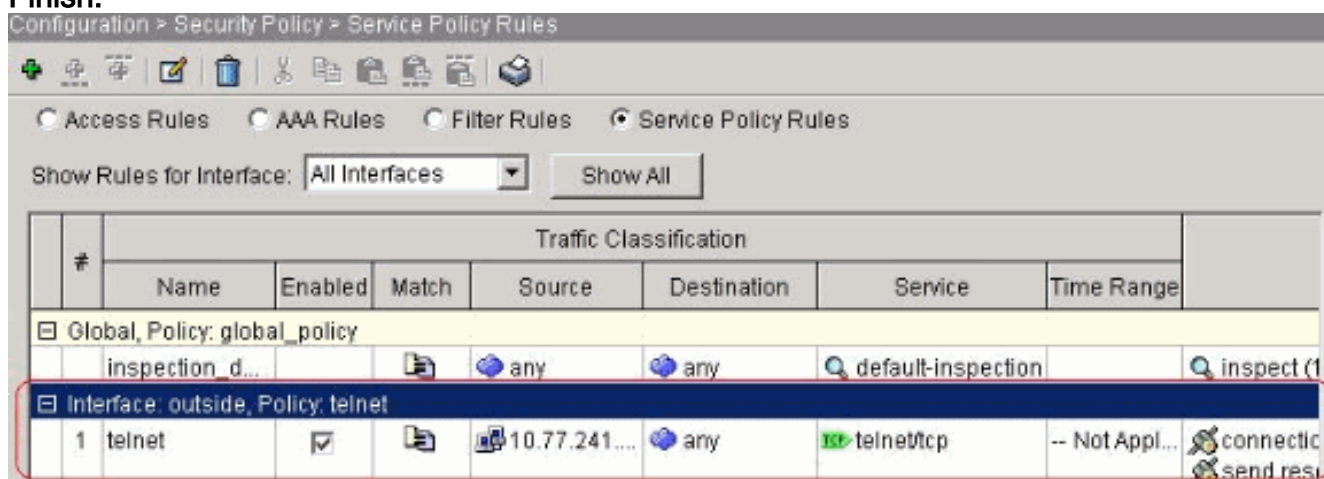 Finish.
Configuration > Security Policy > Service Policy Rules
Access Rules AAA Rules Filter Rules Service Policy Rules
Show Rules for Interface: All Interfaces Show All
# Traffic Classification
Name Enabled Match Source Destination Service Time Range
Global, Policy: global_policy
inspection_d... any any default-inspection inspect (1
Interface: outside, Policy: telnet
1 telnet 10.77.241.... any TCP telnet/tcp -- Not Appl... connectic
send resi